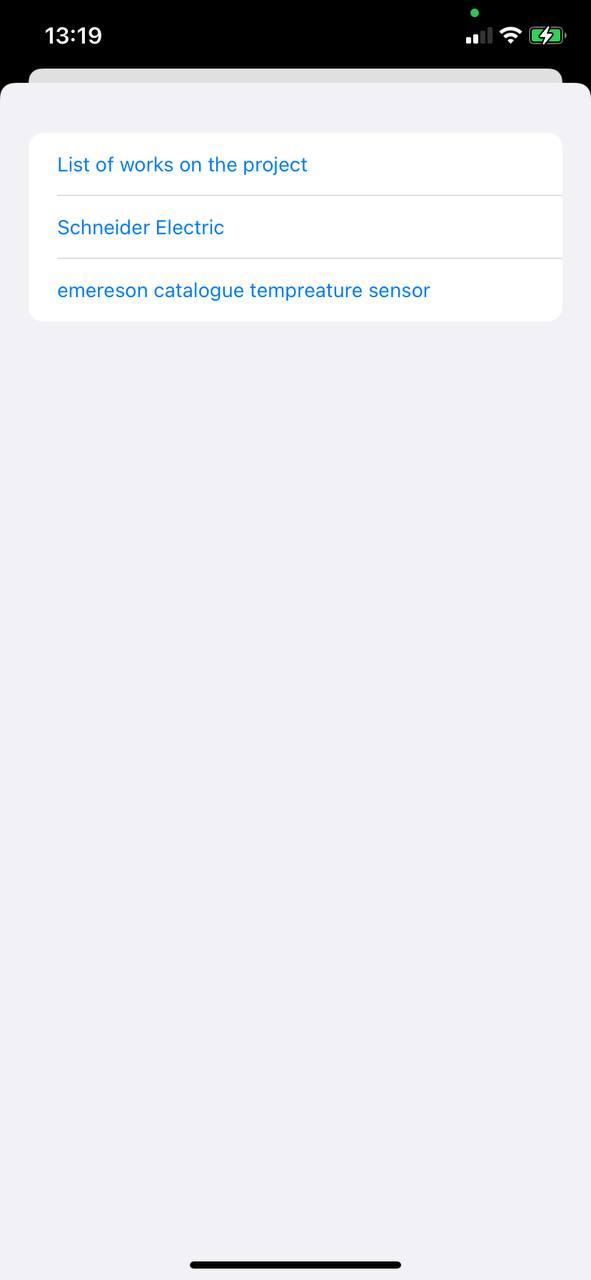 13:19
List of works on the project
Schneider Electric
emereson catalogue tempreature sensor